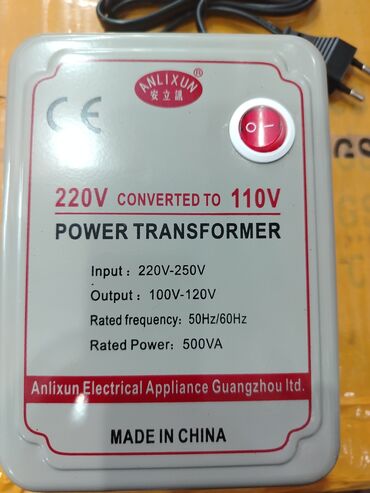 ANLIXUN ®
安立訊
CE
220V CONVERTED TO 110V
POWER TRANSFORMER
Input : 220V-250V
Output : 100V-120V
Rated frequency: 50Hz/60Hz
Rated Power: 500VA
Anlixun Electrical Appliance Guangzhou ltd.
MADE IN CHINA